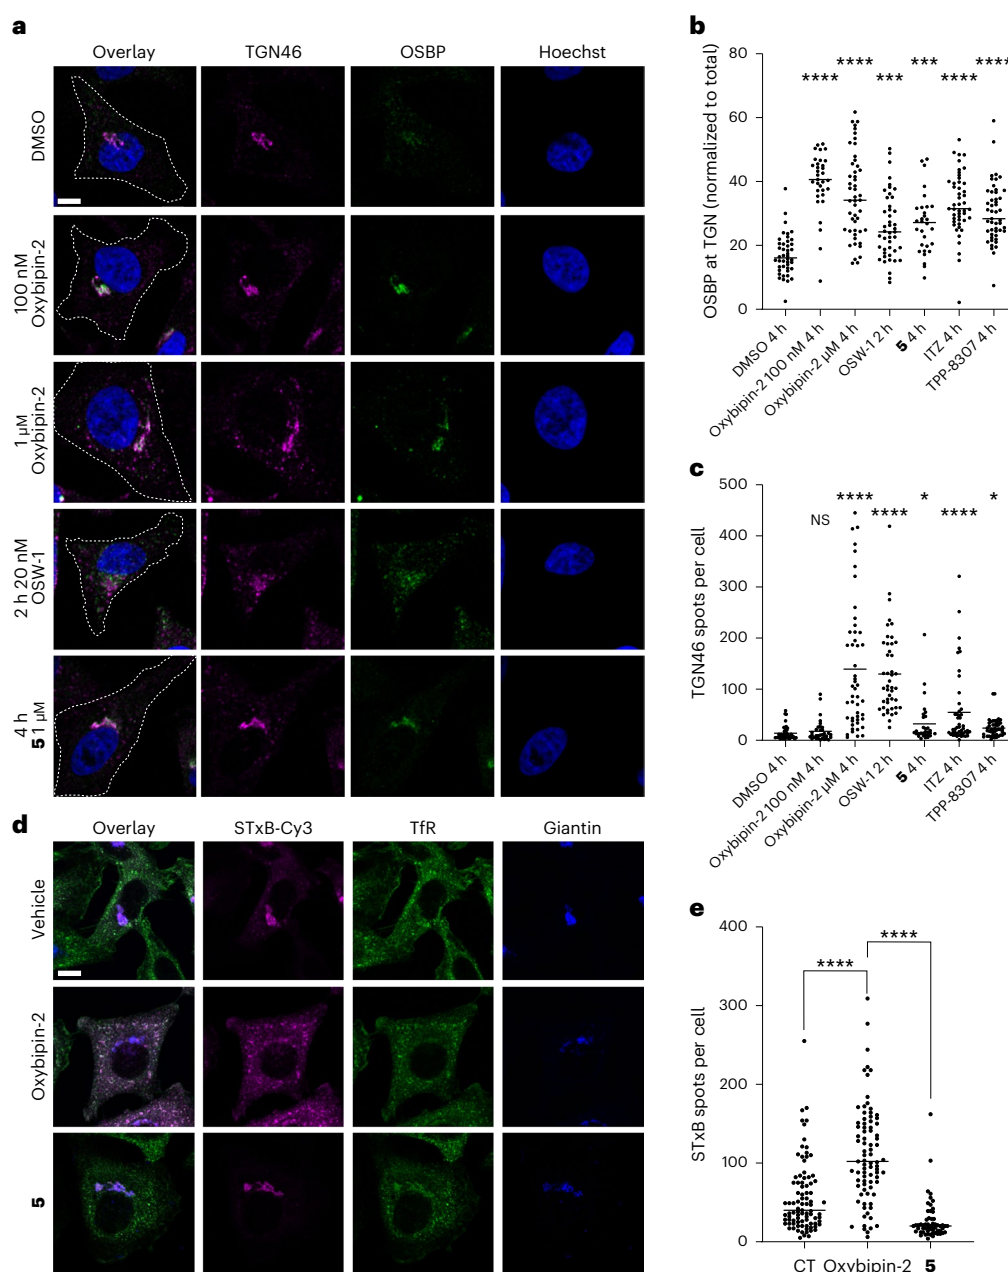 a
Overlay
TGN46
OSBP
Hoechst
DMSO
100 nM
Oxybipin-2
1 µM
Oxybipin-2
2 h 20 nM
OSW-1
4 h
5 1 µM
b
OSBP at TGN (normalized to total)
80
60
40
20
0
****
****
***
***
****
****
DMSO 4 h
Oxybipin-2 100 nM 4 h
Oxybipin-2 µM 4 h
OSW-1 2 h
5 4 h
ITZ 4 h
TPP-8307 4 h
c
TGN46 spots per cell
500
400
300
200
100
0
NS
****
****
*
****
*
DMSO 4 h
Oxybipin-2 100 nM 4 h
Oxybipin-2 µM 4 h
OSW-1 2 h
5 4 h
ITZ 4 h
TPP-8307 4 h
d
Overlay
STxB-Cy3
TfR
Giantin
Vehicle
Oxybipin-2
5
e
STxB spots per cell
400
300
200
100
0
****
****
CT Oxybipin-2 5